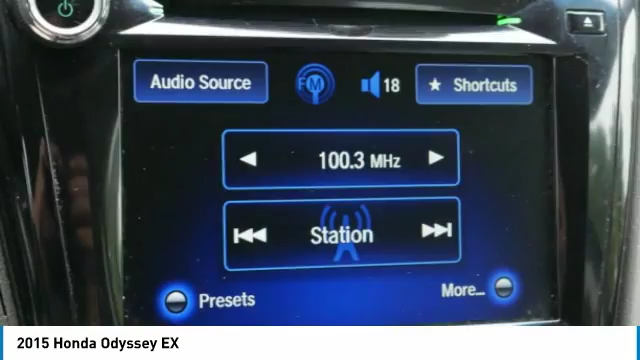 Audio Source
FM
18
★ Shortcuts
100.3 MHz
Station
Presets
More...
2015 Honda Odyssey EX